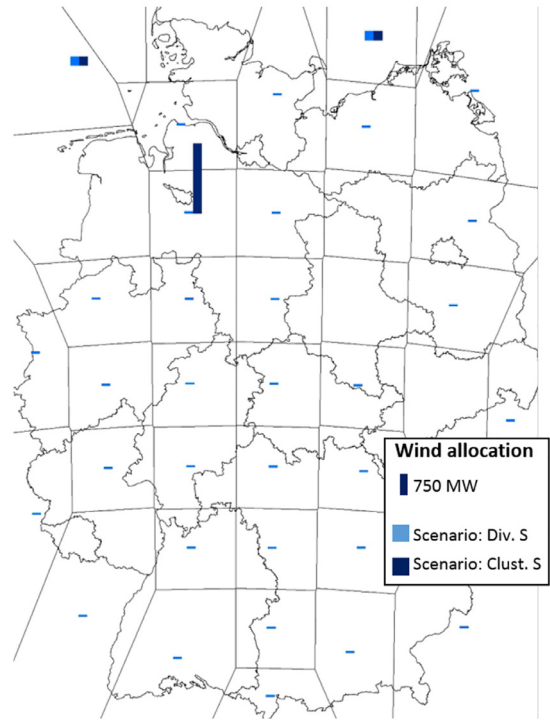 Wind allocation
750 MW
Scenario: Div. S
Scenario: Clust. S